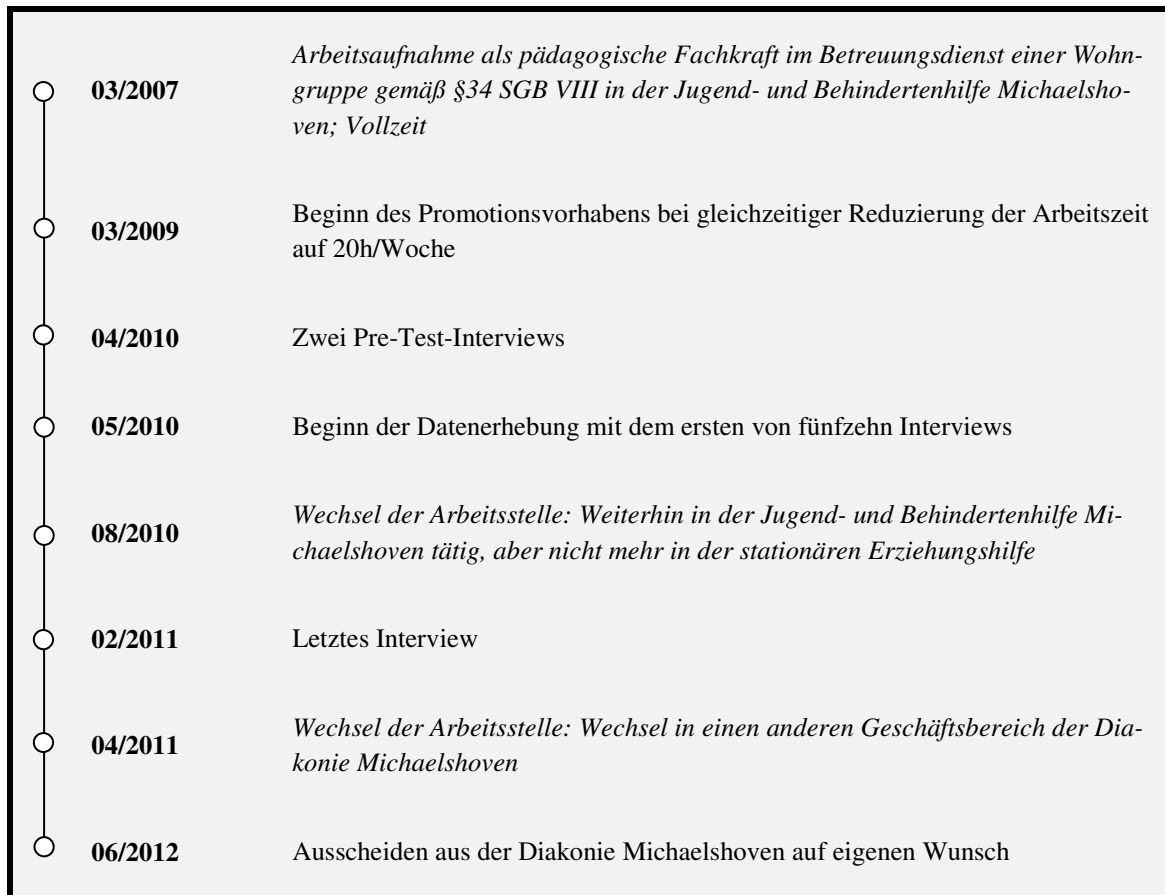 Arbeitsaufnahme als pädagogische Fachkraft im Betreuungsdienst einer Wohn-
03/2007 gruppe gemäß §34 SGB VIII in der Jugend- und Behindertenhilfe Michaelsho-
ven; Vollzeit
03/2009 Beginn des Promotionsvorhabens bei gleichzeitiger Reduzierung der Arbeitszeit
auf 20h/Woche
04/2010 Zwei Pre-Test-Interviews
05/2010 Beginn der Datenerhebung mit dem ersten von fünfzehn Interviews
08/2010 Wechsel der Arbeitsstelle: Weiterhin in der Jugend- und Behindertenhilfe Mi-
chaelshoven tätig, aber nicht mehr in der stationären Erziehungshilfe
02/2011 Letztes Interview
04/2011 Wechsel der Arbeitsstelle: Wechsel in einen anderen Geschäftsbereich der Dia-
konie Michaelshoven
06/2012 Ausscheiden aus der Diakonie Michaelshoven auf eigenen Wunsch